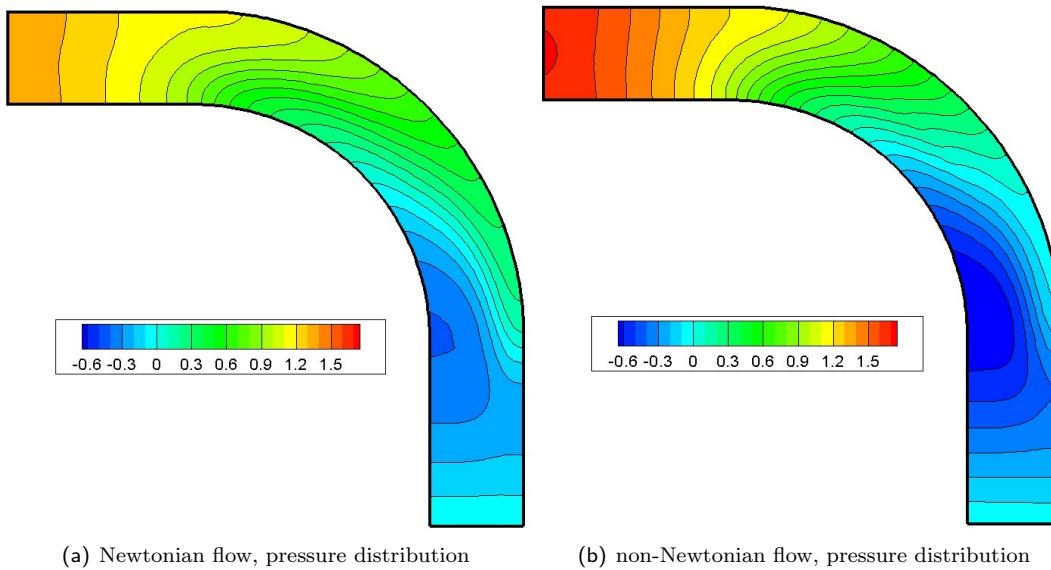 -0.6 -0.3 0 0.3 0.6 0.9 1.2 1.5
-0.6 -0.3 0 0.3 0.6 0.9 1.2 1.5
(a) Newtonian flow, pressure distribution
(b) non-Newtonian flow, pressure distribution